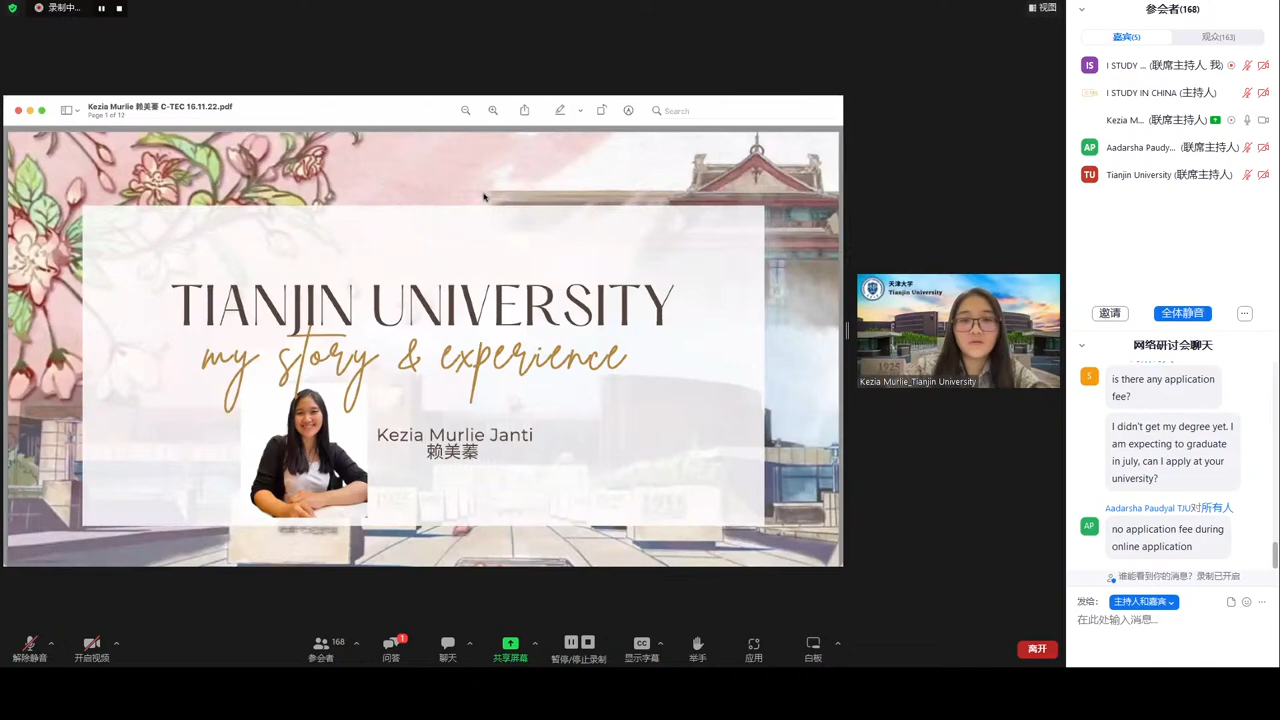 录制中...
视图
Kezia Murlie 赖美蓁 C-TEC 16.11.22.pdf
Page 1 of 12
Search
TIANJIN UNIVERSITY
my story & experience
Kezia Murlie Janti
赖美蓁
天津大学
Tianjin University
1925
Kezia Murlie_Tianjin University
参会者(168)
嘉宾(5)
观众(163)
IS
I STUDY ... (联席主持人, 我)
I STUDY IN CHINA (主持人)
Kezia M... (联席主持人)
AP
Aadarsha Paudy... (联席主持人)
TU
Tianjin University (联席主持人)
邀请
全体静音
网络研讨会聊天
S
is there any application
fee?
I didn't get my degree yet. I
am expecting to graduate
in july, can I apply at your
university?
Aadarsha Paudyal TJU对所有人
AP
no application fee during
online application
谁能看到你的消息? 录制已开启
发给:
主持人和嘉宾
在此处输入消息...
解除静音
开启视频
168
参会者
1
问答
聊天
共享屏幕
暂停/停止录制
CC
显示字幕
举手
应用
白板
离开